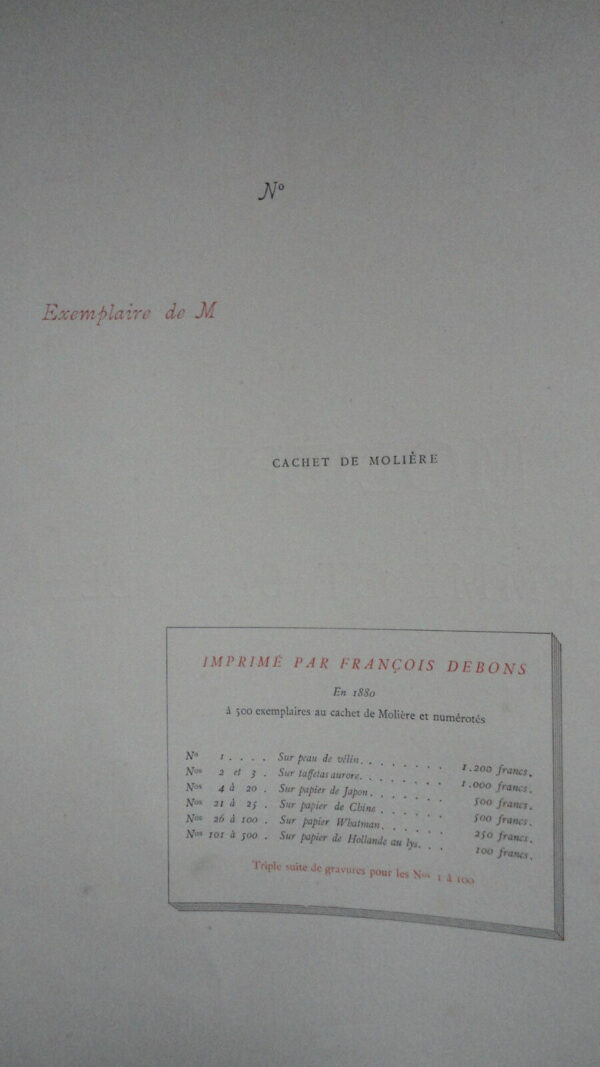 Nº
Exemplaire de M
CACHET DE MOLIÈRE
IMPRIMÉ PAR FRANÇOIS DEBONS
En 1880
à 500 exemplaires au cachet de Molière et numérotés
Nº 1 . . . . Sur peau de vélin . . . . . . . . 1.200 francs.
Nos 2 et 3 . Sur taffetas aurore . . . . . . . . 1.000 francs.
Nos 4 à 20 . Sur papier de Japon . . . . . . . . 500 francs.
Nos 21 à 25 . Sur papier de Chine . . . . . . . 500 francs.
Nos 26 à 100 . Sur papier Whatman . . . . . . 250 francs.
Nos 101 à 500 . Sur papier de Hollande au lys . . . 100 francs.
Triple suite de gravures pour les Nos 1 à 100